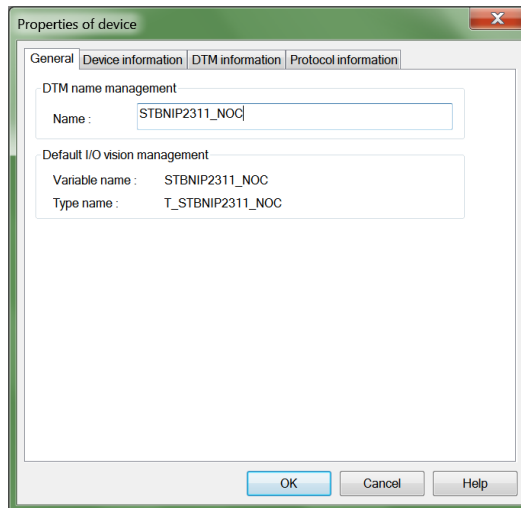 Properties of device
X
General Device information DTM information Protocol information
DTM name management
Name : STBNIP2311_NOC
Default I/O vision management
Variable name : STBNIP2311_NOC
Type name : T_STBNIP2311_NOC
OK Cancel Help